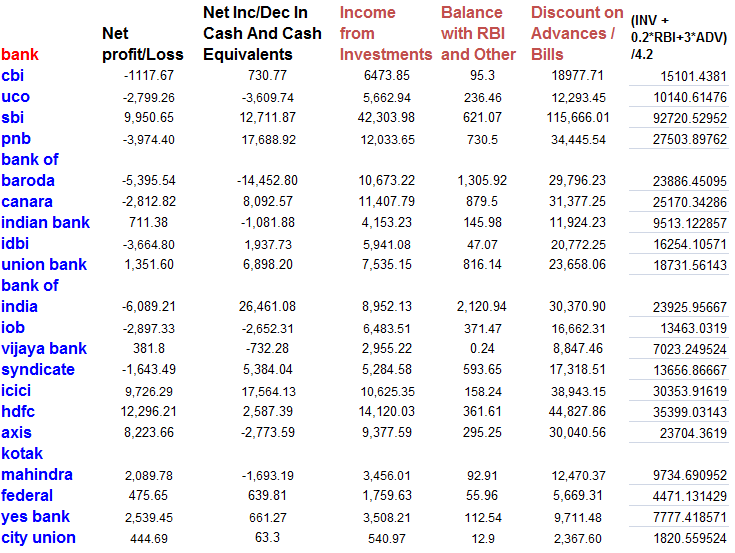 bank Net profit/Loss Net Inc/Dec In Cash And Cash Equivalents Income from Investments Balance with RBI and Other Discount on Advances / Bills (INV + 0.2*RBI+3*ADV) /4.2
cbi -1117.67 730.77 6473.85 95.3 18977.71 15101.4381
uco -2,799.26 -3,609.74 5,662.94 236.46 12,293.45 10140.61476
sbi 9,950.65 12,711.87 42,303.98 621.07 115,666.01 92720.52952
pnb -3,974.40 17,688.92 12,033.65 730.5 34,445.54 27503.89762
bank of
baroda -5,395.54 -14,452.80 10,673.22 1,305.92 29,796.23 23886.45095
canara -2,812.82 8,092.57 11,407.79 879.5 31,377.25 25170.34286
indian bank 711.38 -1,081.88 4,153.23 145.98 11,924.23 9513.122857
idbi -3,664.80 1,937.73 5,941.08 47.07 20,772.25 16254.10571
union bank 1,351.60 6,898.20 7,535.15 816.14 23,658.06 18731.56143
bank of
india -6,089.21 26,461.08 8,952.13 2,120.94 30,370.90 23925.95667
iob -2,897.33 -2,652.31 6,483.51 371.47 16,662.31 13463.0319
vijaya bank 381.8 -732.28 2,955.22 0.24 8,847.46 7023.249524
syndicate -1,643.49 5,384.04 5,284.58 593.65 17,318.51 13656.86667
icici 9,726.29 17,564.13 10,625.35 158.24 38,943.15 30353.91619
hdfc 12,296.21 2,587.39 14,120.03 361.61 44,827.86 35399.03143
axis 8,223.66 -2,773.59 9,377.59 295.25 30,040.56 23704.3619
kotak
mahindra 2,089.78 -1,693.19 3,456.01 92.91 12,470.37 9734.690952
federal 475.65 639.81 1,759.63 55.96 5,669.31 4471.131429
yes bank 2,539.45 661.27 3,508.21 112.54 9,711.48 7777.418571
city union 444.69 63.3 540.97 12.9 2,367.60 1820.559524